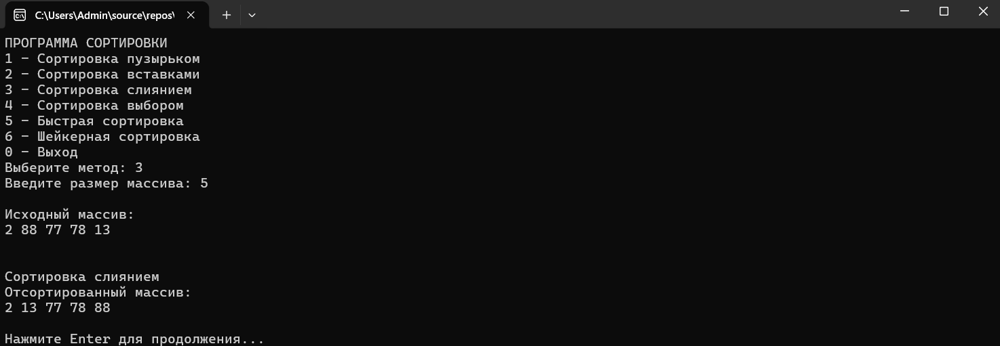 C:\Users\Admin\source\repos\
ПРОГРАММА СОРТИРОВКИ
1 - Сортировка пузырьком
2 - Сортировка вставками
3 - Сортировка слиянием
4 - Сортировка выбором
5 - Быстрая сортировка
6 - Шейкерная сортировка
0 - Выход
Выберите метод: 3
Введите размер массива: 5
Исходный массив:
2 88 77 78 13
Сортировка слиянием
Отсортированный массив:
2 13 77 78 88
Нажмите Enter для продолжения...